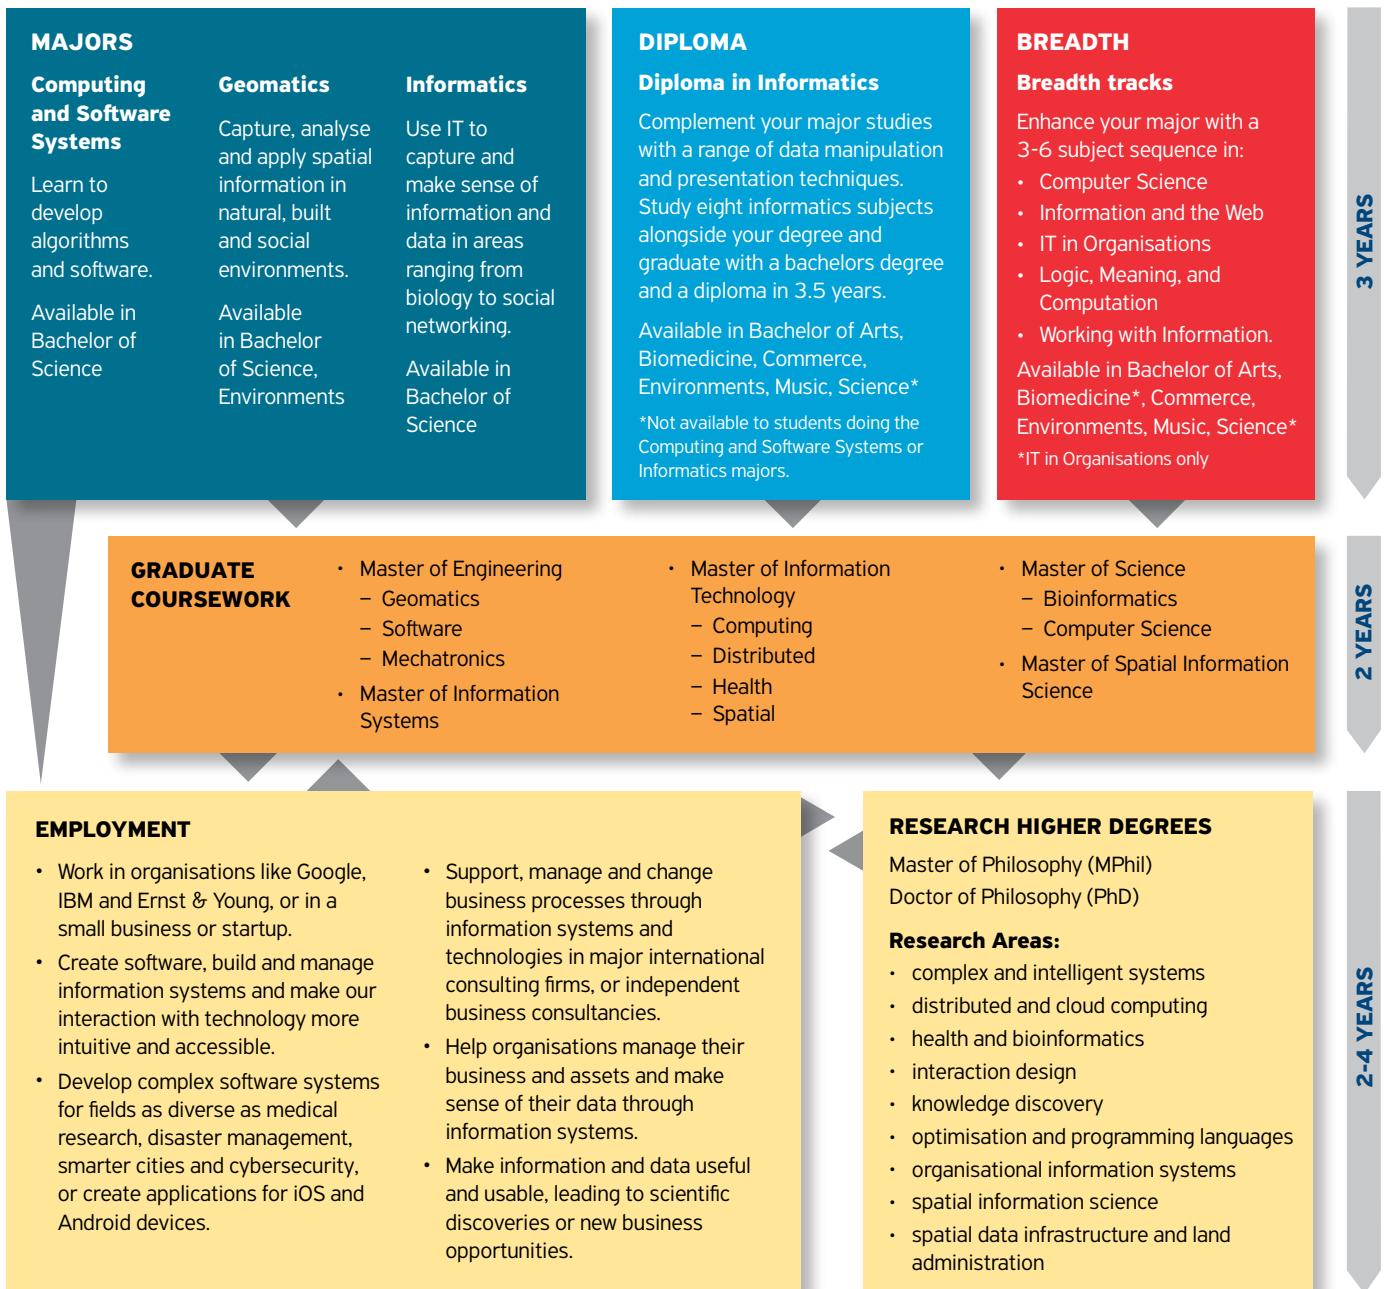 MAJORS
Computing
and Software
Systems
Learn to
develop
algorithms
and software.
Available in
Bachelor of
Science
Geomatics
Capture, analyse
and apply spatial
information in
natural, built
and social
environments.
Available
in Bachelor
of Science,
Environments
Informatics
Use IT to
capture and
make sense of
information and
data in areas
ranging from
biology to social
networking.
Available in
Bachelor of
Science
DIPLOMA
Diploma in Informatics
Complement your major studies
with a range of data manipulation
and presentation techniques.
Study eight informatics subjects
alongside your degree and
graduate with a bachelors degree
and a diploma in 3.5 years.
Available in Bachelor of Arts,
Biomedicine, Commerce,
Environments, Music, Science*
*Not available to students doing the
Computing and Software Systems or
Informatics majors.
BREADTH
Breadth tracks
Enhance your major with a
3-6 subject sequence in:
• Computer Science
• Information and the Web
• IT in Organisations
• Logic, Meaning, and
Computation
• Working with Information.
Available in Bachelor of Arts,
Biomedicine*, Commerce,
Environments, Music, Science*
*IT in Organisations only
3 YEARS
GRADUATE
COURSEWORK
• Master of Engineering
– Geomatics
– Software
– Mechatronics
• Master of Information
Systems
• Master of Information
Technology
– Computing
– Distributed
– Health
– Spatial
• Master of Science
– Bioinformatics
– Computer Science
• Master of Spatial Information
Science
2 YEARS
EMPLOYMENT
• Work in organisations like Google,
IBM and Ernst & Young, or in a
small business or startup.
• Create software, build and manage
information systems and make our
interaction with technology more
intuitive and accessible.
• Develop complex software systems
for fields as diverse as medical
research, disaster management,
smarter cities and cybersecurity,
or create applications for iOS and
Android devices.
• Support, manage and change
business processes through
information systems and
technologies in major international
consulting firms, or independent
business consultancies.
• Help organisations manage their
business and assets and make
sense of their data through
information systems.
• Make information and data useful
and usable, leading to scientific
discoveries or new business
opportunities.
RESEARCH HIGHER DEGREES
Master of Philosophy (MPhil)
Doctor of Philosophy (PhD)
Research Areas:
• complex and intelligent systems
• distributed and cloud computing
• health and bioinformatics
• interaction design
• knowledge discovery
• optimisation and programming languages
• organisational information systems
• spatial information science
• spatial data infrastructure and land
administration
2-4 YEARS